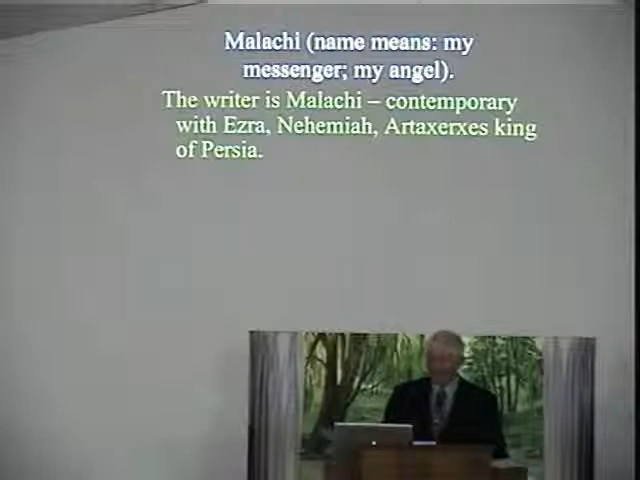 Malachi (name means: my
messenger; my angel).
The writer is Malachi – contemporary
with Ezra, Nehemiah, Artaxerxes king
of Persia.